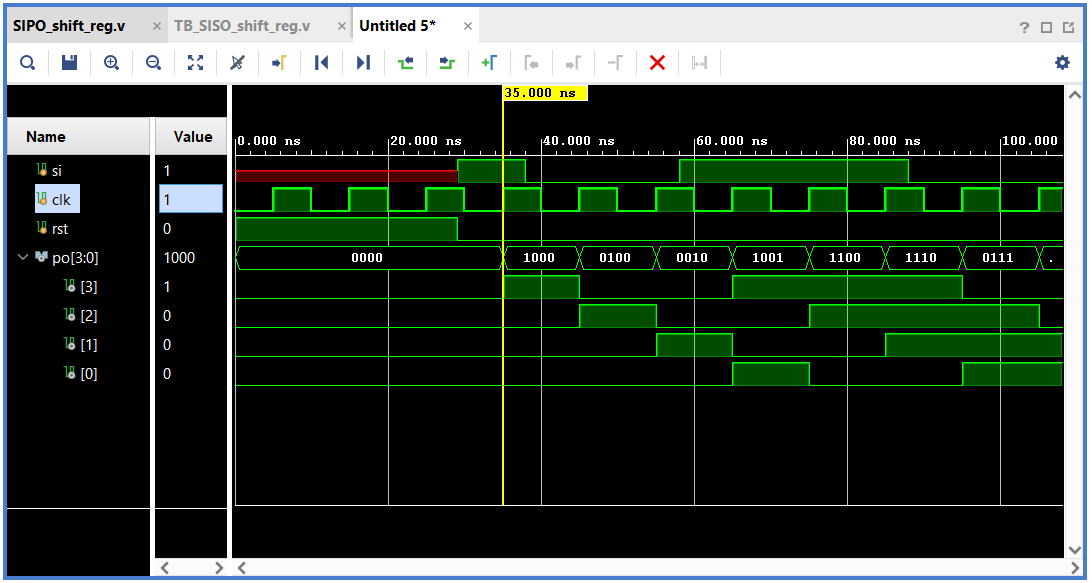 SIPO_shift_reg.v × TB_SISO_shift_reg.v × Untitled 5* × ?
35.000 ns
Name Value
0.000 ns 20.000 ns 40.000 ns 60.000 ns 80.000 ns 100.000
si 1
clk 1
rst 0
po[3:0] 1000 0000 1000 0100 0010 1001 1100 1110 0111 .
[3] 1
[2] 0
[1] 0
[0] 0